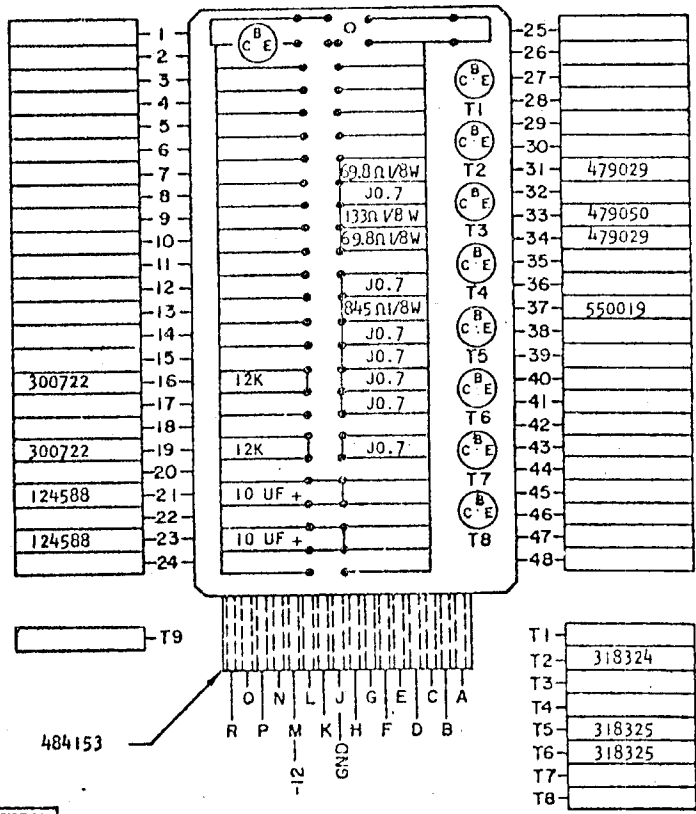 1 25
B
C E
Ω
2 26
3 27
B
C E
4 28
T1
5 29
6 30
B
C E
T2
7 69.8Ω 1/8W 31 479029
8 J0.7 32
B
C E
9 133Ω 1/8 W T3 33 479050
10 69.8Ω 1/8W 34 479029
11 35
B
C E
12 J0.7 T4 36
13 845Ω 1/8W 37 550019
14 J0.7 38
B
C E
15 J0.7 T5 39
300722 16 12K J0.7 40
B
C E
17 J0.7 41
T6
18 42
300722 19 12K J0.7 43
B
C E
20 T7 44
124588 21 10 UF + 45
B
C E
22 46
124588 23 10 UF + T8 47
24 48
T9
T1
T2 318324
T3
T4
T5 318325
T6 318325
T7
T8
Q N L J G E C A
R P M K H F D B
-12 GND
484153